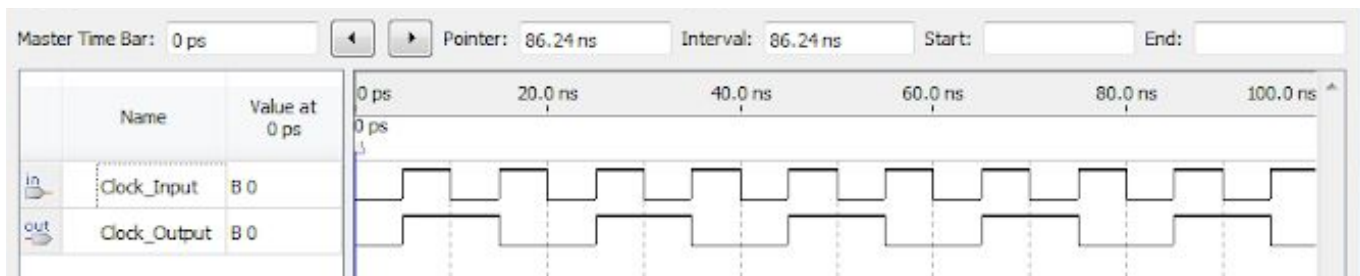 Master Time Bar: 0 ps Pointer: 86.24 ns Interval: 86.24 ns Start: End:
Name Value at 0 ps
0 ps 20.0 ns 40.0 ns 60.0 ns 80.0 ns 100.0 ns
0 ps
in Clock_Input B 0
out Clock_Output B 0